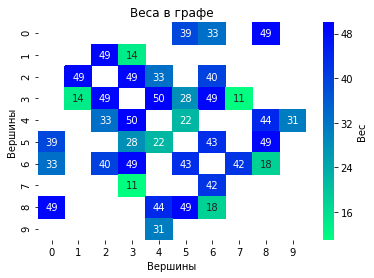 Веса в графе
0 39 33 49
1 49 14
2 49 49 33 40
3 14 49 50 28 49 11
4 33 50 22 44 31
5 39 28 22 43 49
6 33 40 49 43 42 18
7 11 42
8 49 44 49 18
9 31
0 1 2 3 4 5 6 7 8 9
Вершины
Вершины
48
40
32
24
16
Вес